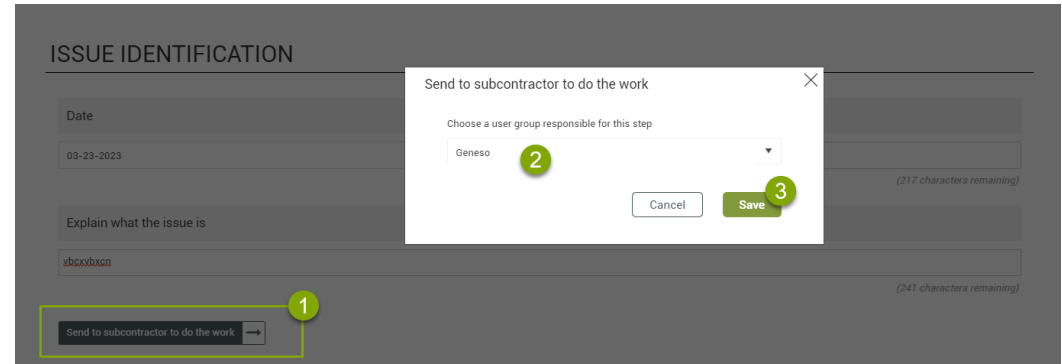 ISSUE IDENTIFICATION
Date
03-23-2023
(217 characters remaining)
Explain what the issue is
vbcxvbxcn
(241 characters remaining)
1
Send to subcontractor to do the work
Send to subcontractor to do the work
Choose a user group responsible for this step
Geneso
2
3
Cancel
Save